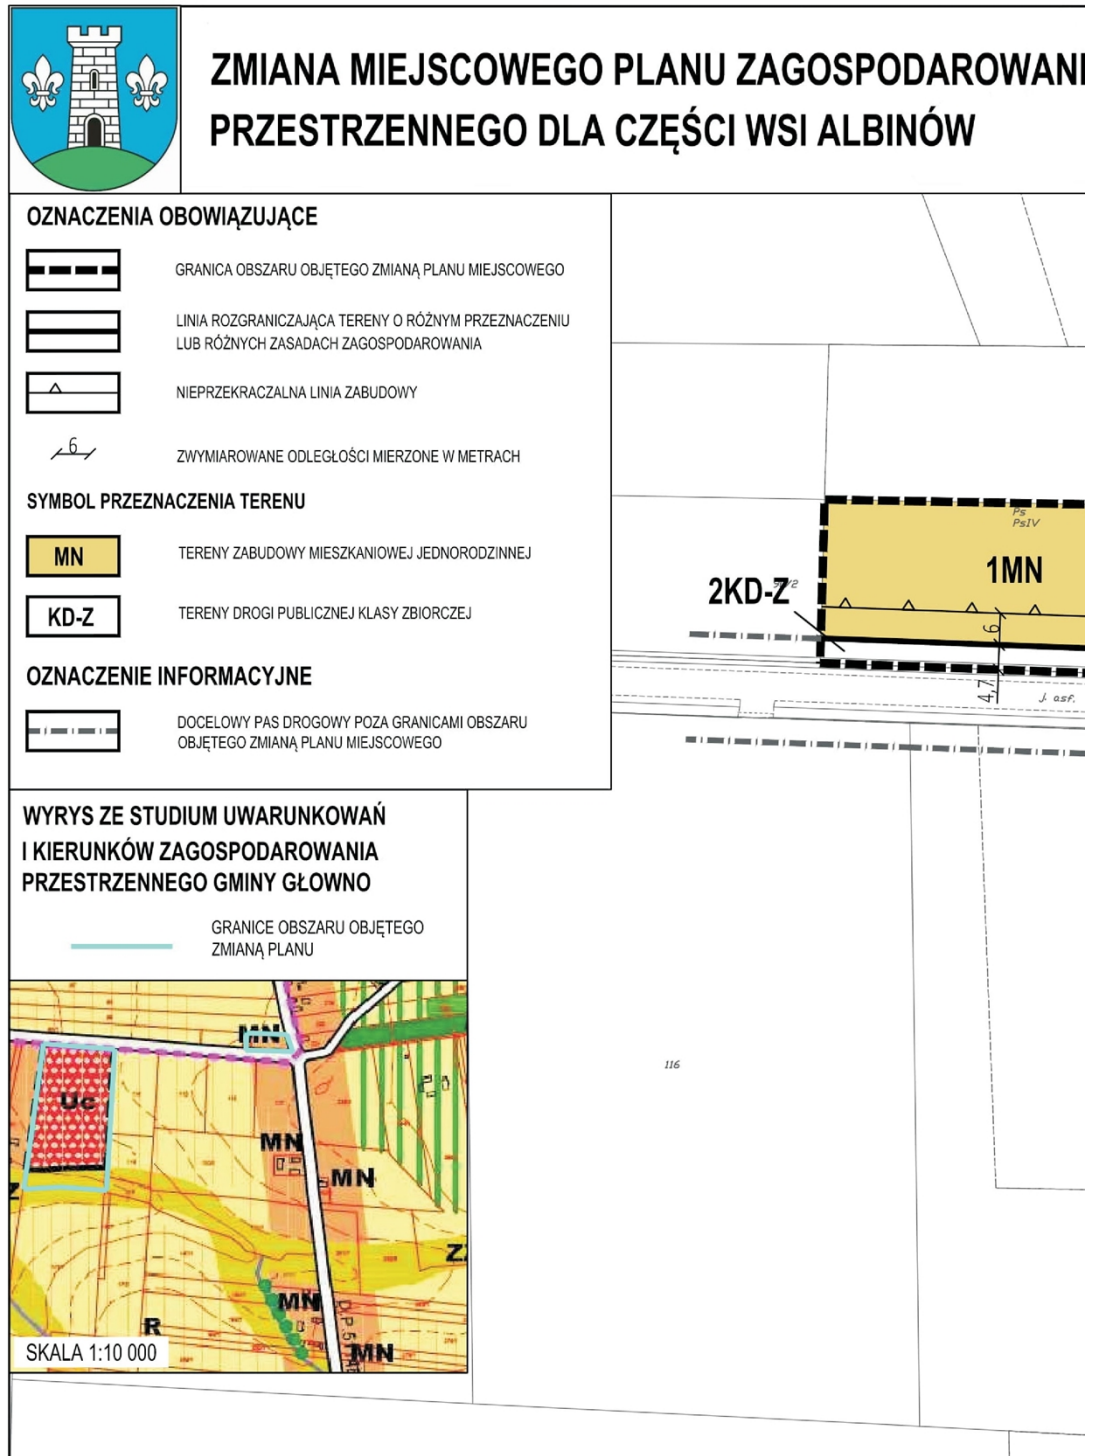 ZMIANA MIEJSCOWEGO PLANU ZAGOSPODAROWANI
PRZESTRZENNEGO DLA CZĘŚCI WSI ALBINÓW
OZNACZENIA OBOWIĄZUJĄCE
GRANICA OBSZARU OBJĘTEGO ZMIANĄ PLANU MIEJSCOWEGO
LINIA ROZGRANICZAJĄCA TERENY O RÓŻNYM PRZEZNACZENIU
LUB RÓŻNYCH ZASADACH ZAGOSPODAROWANIA
NIEPRZEKRACZALNA LINIA ZABUDOWY
6
ZWYMIAROWANE ODLEGŁOŚCI MIERZONE W METRACH
SYMBOL PRZEZNACZENIA TERENU
MN
TERENY ZABUDOWY MIESZKANIOWEJ JEDNORODZINNEJ
KD-Z
TERENY DROGI PUBLICZNEJ KLASY ZBIORCZEJ
OZNACZENIE INFORMACYJNE
DOCELOWY PAS DROGOWY POZA GRANICAMI OBSZARU
OBJĘTEGO ZMIANĄ PLANU MIEJSCOWEGO
Ps
PsIV
1MN
2KD-Z
6
4,7
j. asf.
116
WYRYS ZE STUDIUM UWARUNKOWAŃ
I KIERUNKÓW ZAGOSPODAROWANIA
PRZESTRZENNEGO GMINY GŁOWNO
GRANICE OBSZARU OBJĘTEGO
ZMIANĄ PLANU
MN
Uc
MN
MN
MN
R
MN
SKALA 1:10 000